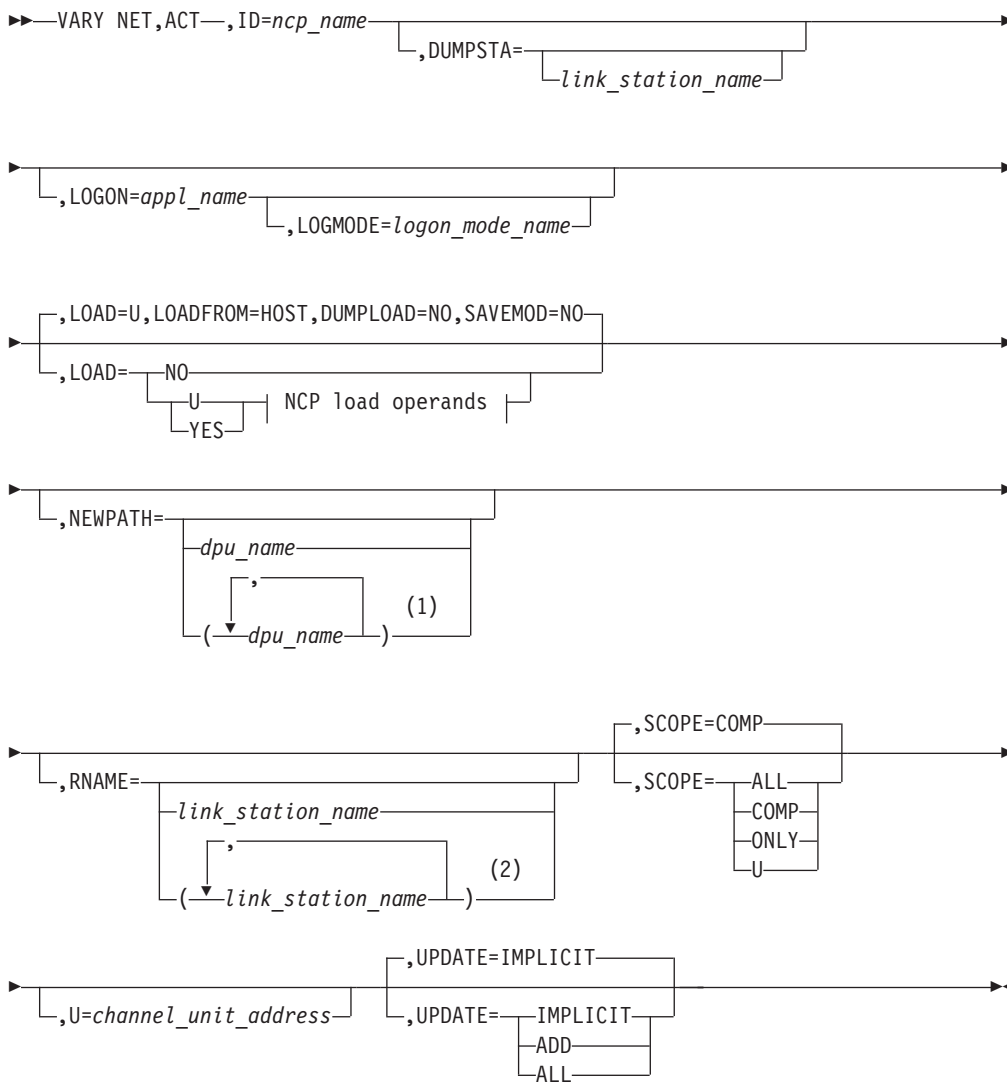 VARY NET,ACT ,ID=ncp_name
,DUMPSTA=
link_station_name
,LOGON=appl_name
,LOGMODE=logon_mode_name
,LOAD=U,LOADFROM=HOST,DUMPLOAD=NO,SAVEMOD=NO
,LOAD= NO
U NCP load operands
YES
,NEWPATH=
dpu_name
,
(1)
( dpu_name )
,SCOPE=COMP
,RNAME= ,SCOPE= ALL
link_station_name COMP
, ONLY
(2) U
( link_station_name )
,UPDATE=IMPLICIT
,U=channel_unit_address ,UPDATE= IMPLICIT
ADD
ALL